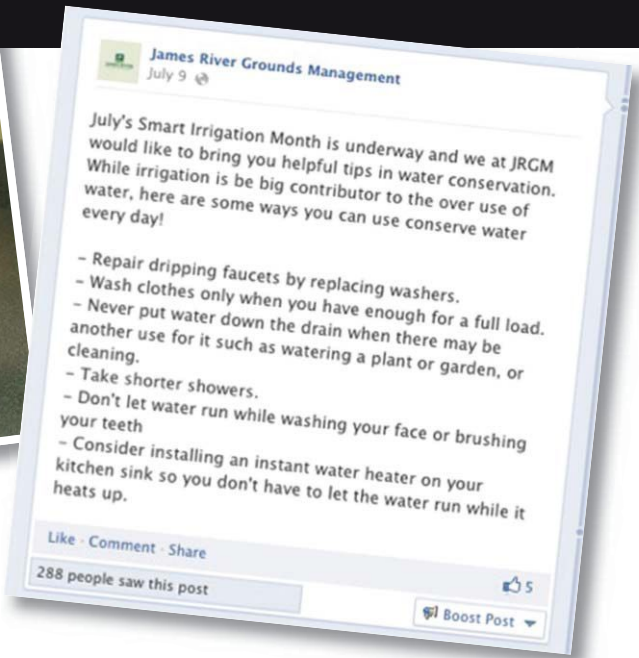 James River Grounds Management
July 9
July's Smart Irrigation Month is underway and we at JRGM
would like to bring you helpful tips in water conservation.
While irrigation is be big contributor to the over use of
water, here are some ways you can use conserve water
every day!
– Repair dripping faucets by replacing washers.
– Wash clothes only when you have enough for a full load.
– Never put water down the drain when there may be
another use for it such as watering a plant or garden, or
cleaning.
– Take shorter showers.
– Don't let water run while washing your face or brushing
your teeth
– Consider installing an instant water heater on your
kitchen sink so you don't have to let the water run while it
heats up.
Like · Comment · Share
5
288 people saw this post
Boost Post